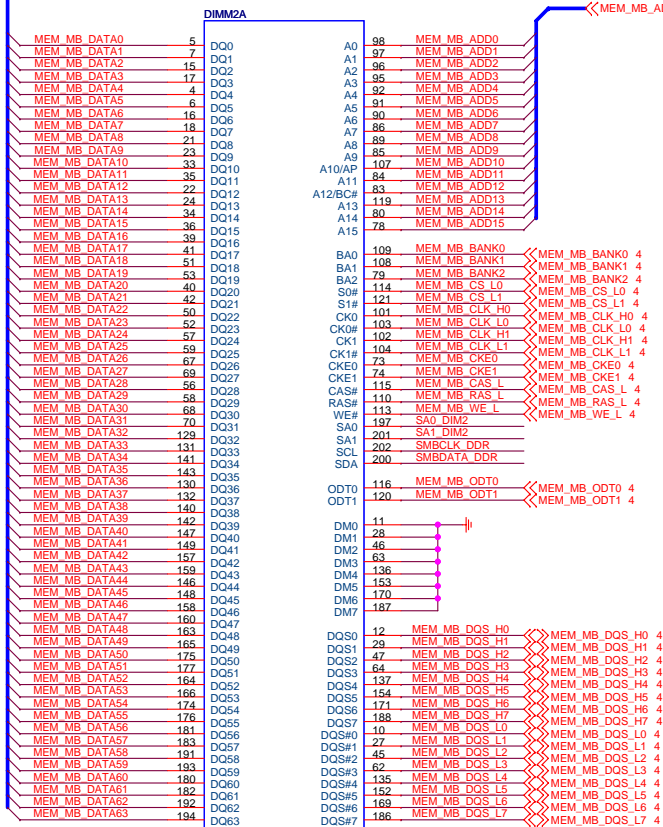 DIMM2A
MEM_MB_AD
MEM_MB_DATA0 5 DQ0
MEM_MB_DATA1 7 DQ1
MEM_MB_DATA2 15 DQ2
MEM_MB_DATA3 17 DQ3
MEM_MB_DATA4 4 DQ4
MEM_MB_DATA5 6 DQ5
MEM_MB_DATA6 16 DQ6
MEM_MB_DATA7 18 DQ7
MEM_MB_DATA8 21 DQ8
MEM_MB_DATA9 23 DQ9
MEM_MB_DATA10 33 DQ10
MEM_MB_DATA11 35 DQ11
MEM_MB_DATA12 22 DQ12
MEM_MB_DATA13 24 DQ13
MEM_MB_DATA14 34 DQ14
MEM_MB_DATA15 36 DQ15
MEM_MB_DATA16 39 DQ16
MEM_MB_DATA17 41 DQ17
MEM_MB_DATA18 51 DQ18
MEM_MB_DATA19 53 DQ19
MEM_MB_DATA20 40 DQ20
MEM_MB_DATA21 42 DQ21
MEM_MB_DATA22 50 DQ22
MEM_MB_DATA23 52 DQ23
MEM_MB_DATA24 57 DQ24
MEM_MB_DATA25 59 DQ25
MEM_MB_DATA26 67 DQ26
MEM_MB_DATA27 69 DQ27
MEM_MB_DATA28 56 DQ28
MEM_MB_DATA29 58 DQ29
MEM_MB_DATA30 68 DQ30
MEM_MB_DATA31 70 DQ31
MEM_MB_DATA32 129 DQ32
MEM_MB_DATA33 131 DQ33
MEM_MB_DATA34 141 DQ34
MEM_MB_DATA35 143 DQ35
MEM_MB_DATA36 130 DQ36
MEM_MB_DATA37 132 DQ37
MEM_MB_DATA38 140 DQ38
MEM_MB_DATA39 142 DQ39
MEM_MB_DATA40 147 DQ40
MEM_MB_DATA41 149 DQ41
MEM_MB_DATA42 157 DQ42
MEM_MB_DATA43 159 DQ43
MEM_MB_DATA44 146 DQ44
MEM_MB_DATA45 148 DQ45
MEM_MB_DATA46 158 DQ46
MEM_MB_DATA47 160 DQ47
MEM_MB_DATA48 163 DQ48
MEM_MB_DATA49 165 DQ49
MEM_MB_DATA50 175 DQ50
MEM_MB_DATA51 177 DQ51
MEM_MB_DATA52 164 DQ52
MEM_MB_DATA53 166 DQ53
MEM_MB_DATA54 174 DQ54
MEM_MB_DATA55 176 DQ55
MEM_MB_DATA56 181 DQ56
MEM_MB_DATA57 183 DQ57
MEM_MB_DATA58 191 DQ58
MEM_MB_DATA59 193 DQ59
MEM_MB_DATA60 180 DQ60
MEM_MB_DATA61 182 DQ61
MEM_MB_DATA62 192 DQ62
MEM_MB_DATA63 194 DQ63
A0 98 MEM_MB_ADD0
A1 97 MEM_MB_ADD1
A2 96 MEM_MB_ADD2
A3 95 MEM_MB_ADD3
A4 92 MEM_MB_ADD4
A5 91 MEM_MB_ADD5
A6 90 MEM_MB_ADD6
A7 86 MEM_MB_ADD7
A8 89 MEM_MB_ADD8
A9 85 MEM_MB_ADD9
A10/AP 107 MEM_MB_ADD10
A11 84 MEM_MB_ADD11
A12/BC# 83 MEM_MB_ADD12
A13 119 MEM_MB_ADD13
A14 80 MEM_MB_ADD14
A15 78 MEM_MB_ADD15
BA0 109 MEM_MB_BANK0 MEM_MB_BANK0 4
BA1 108 MEM_MB_BANK1 MEM_MB_BANK1 4
BA2 79 MEM_MB_BANK2 MEM_MB_BANK2 4
S0# 114 MEM_MB_CS_L0 MEM_MB_CS_L0 4
S1# 121 MEM_MB_CS_L1 MEM_MB_CS_L1 4
CK0 101 MEM_MB_CLK_H0 MEM_MB_CLK_H0 4
CK0# 103 MEM_MB_CLK_L0 MEM_MB_CLK_L0 4
CK1 102 MEM_MB_CLK_H1 MEM_MB_CLK_H1 4
CK1# 104 MEM_MB_CLK_L1 MEM_MB_CLK_L1 4
CKE0 73 MEM_MB_CKE0 MEM_MB_CKE0 4
CKE1 74 MEM_MB_CKE1 MEM_MB_CKE1 4
CAS# 115 MEM_MB_CAS_L MEM_MB_CAS_L 4
RAS# 110 MEM_MB_RAS_L MEM_MB_RAS_L 4
WE# 113 MEM_MB_WE_L MEM_MB_WE_L 4
SA0 197 SA0_DIM2
SA1 201 SA1_DIM2
SCL 202 SMBCLK_DDR
SDA 200 SMBDATA_DDR
ODT0 116 MEM_MB_ODT0 MEM_MB_ODT0 4
ODT1 120 MEM_MB_ODT1 MEM_MB_ODT1 4
DM0 11
DM1 28
DM2 46
DM3 63
DM4 136
DM5 153
DM6 170
DM7 187
DQS0 12 MEM_MB_DQS_H0 MEM_MB_DQS_H0 4
DQS1 29 MEM_MB_DQS_H1 MEM_MB_DQS_H1 4
DQS2 47 MEM_MB_DQS_H2 MEM_MB_DQS_H2 4
DQS3 64 MEM_MB_DQS_H3 MEM_MB_DQS_H3 4
DQS4 137 MEM_MB_DQS_H4 MEM_MB_DQS_H4 4
DQS5 154 MEM_MB_DQS_H5 MEM_MB_DQS_H5 4
DQS6 171 MEM_MB_DQS_H6 MEM_MB_DQS_H6 4
DQS7 188 MEM_MB_DQS_H7 MEM_MB_DQS_H7 4
DQS#0 10 MEM_MB_DQS_L0 MEM_MB_DQS_L0 4
DQS#1 27 MEM_MB_DQS_L1 MEM_MB_DQS_L1 4
DQS#2 45 MEM_MB_DQS_L2 MEM_MB_DQS_L2 4
DQS#3 62 MEM_MB_DQS_L3 MEM_MB_DQS_L3 4
DQS#4 135 MEM_MB_DQS_L4 MEM_MB_DQS_L4 4
DQS#5 152 MEM_MB_DQS_L5 MEM_MB_DQS_L5 4
DQS#6 169 MEM_MB_DQS_L6 MEM_MB_DQS_L6 4
DQS#7 186 MEM_MB_DQS_L7 MEM_MB_DQS_L7 4